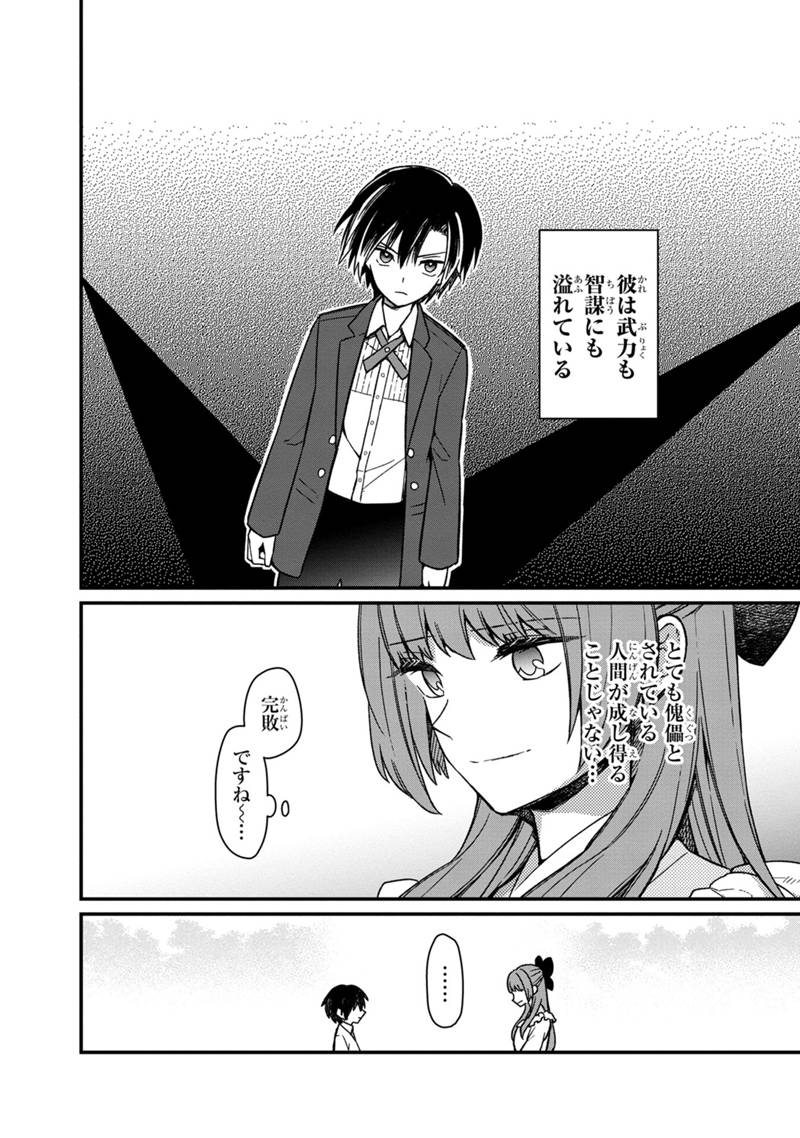 彼は武力も
智謀にも
溢れている
とても傀儡と
されている
人間が成し得る
ことじゃない…
完敗
ですね～…
……